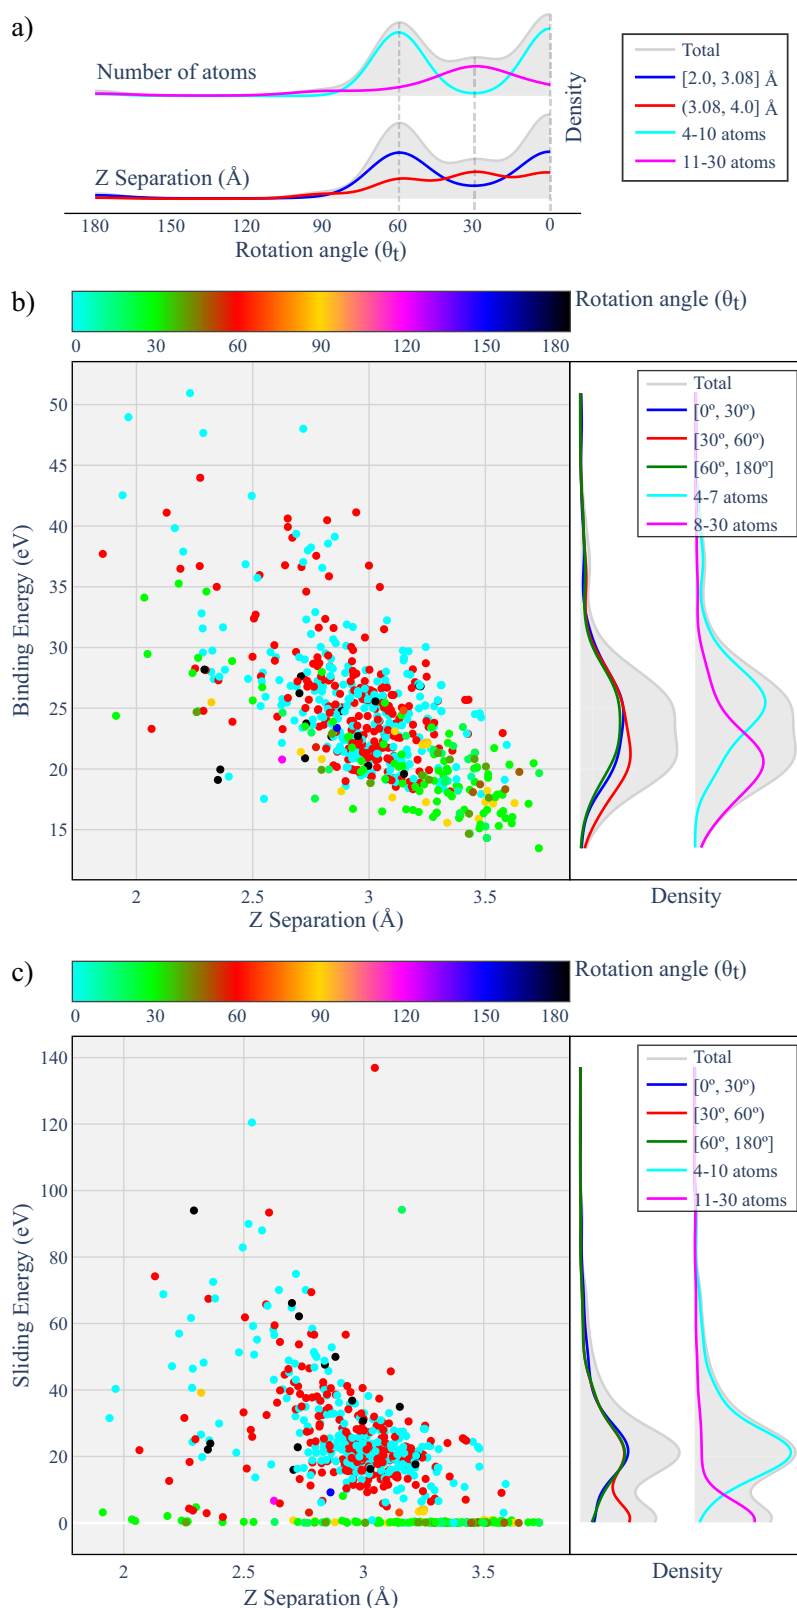 a)
Number of atoms
Z Separation (Å)
Density
180 150 120 90 60 30 0
Rotation angle (θt)
Total
[2.0, 3.08] Å
(3.08, 4.0] Å
4-10 atoms
11-30 atoms
b)
Rotation angle (θt)
0 30 60 90 120 150 180
Binding Energy (eV)
50
45
40
35
30
25
20
15
2 2.5 3 3.5
Z Separation (Å)
Total
[0º, 30º)
[30º, 60º)
[60º, 180º]
4-7 atoms
8-30 atoms
Density
c)
Rotation angle (θt)
0 30 60 90 120 150 180
Sliding Energy (eV)
140
120
100
80
60
40
20
0
2 2.5 3 3.5
Z Separation (Å)
Total
[0º, 30º)
[30º, 60º)
[60º, 180º]
4-10 atoms
11-30 atoms
Density